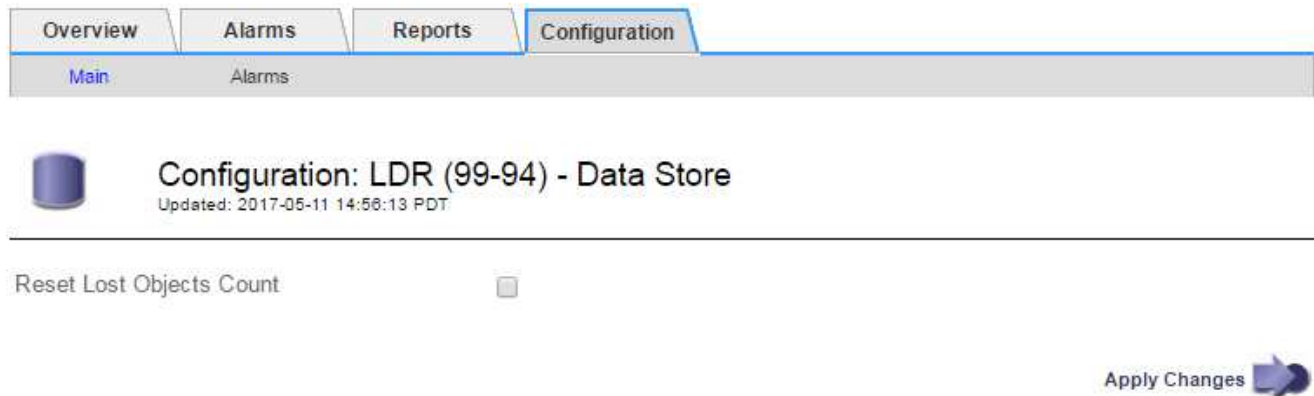 Overview Alarms Reports Configuration
Main Alarms
Configuration: LDR (99-94) - Data Store
Updated: 2017-05-11 14:56:13 PDT
Reset Lost Objects Count
Apply Changes